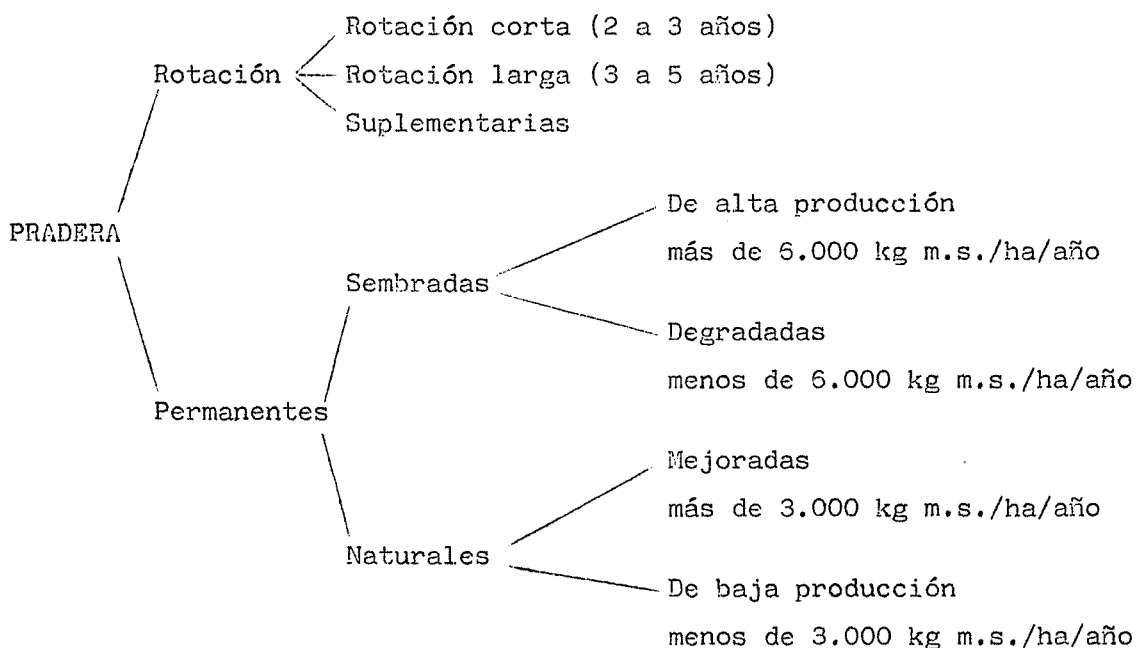 Rotación corta (2 a 3 años)
Rotación
Rotación larga (3 a 5 años)
Suplementarias
PRADERA
De alta producción
más de 6.000 kg m.s./ha/año
Sembradas
Degradadas
menos de 6.000 kg m.s./ha/año
Permanentes
Mejoradas
más de 3.000 kg m.s./ha/año
Naturales
De baja producción
menos de 3.000 kg m.s./ha/año